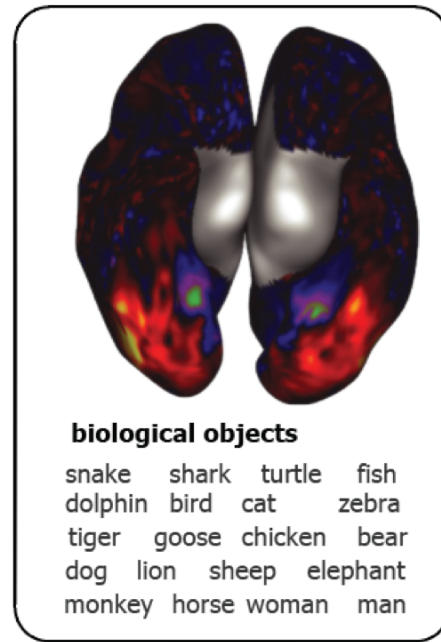 biological objects
snake shark turtle fish
dolphin bird cat zebra
tiger goose chicken bear
dog lion sheep elephant
monkey horse woman man